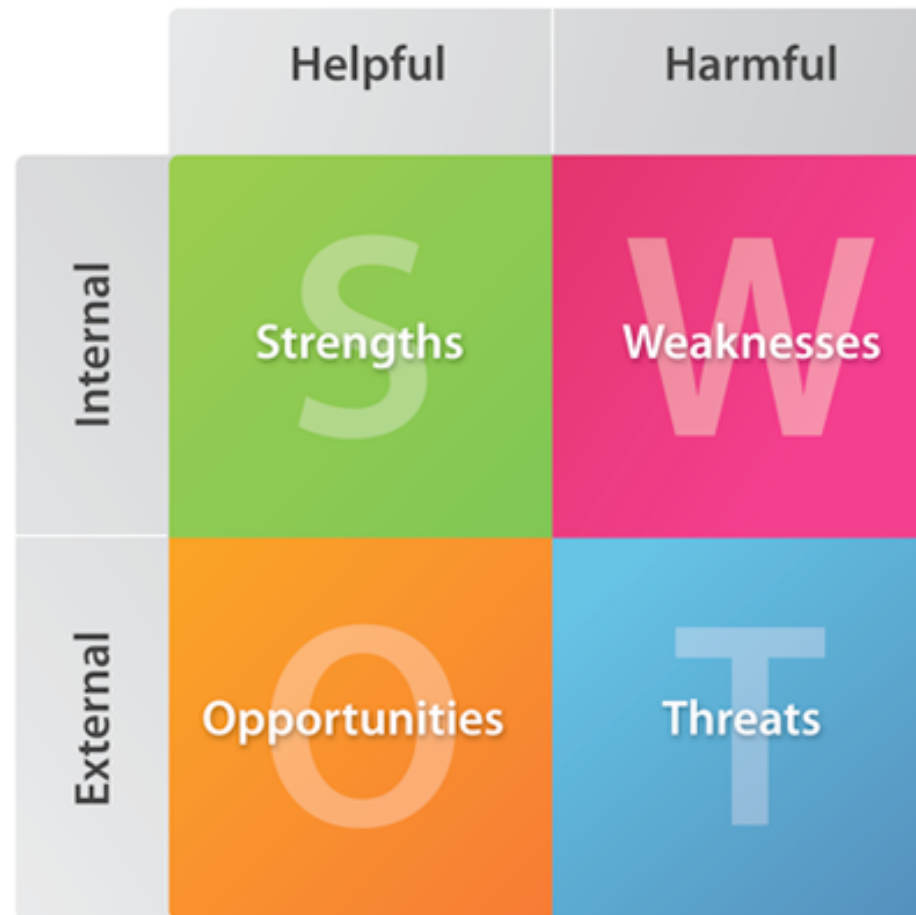 Helpful
Harmful
Internal
S
Strengths
W
Weaknesses
External
O
Opportunities
T
Threats